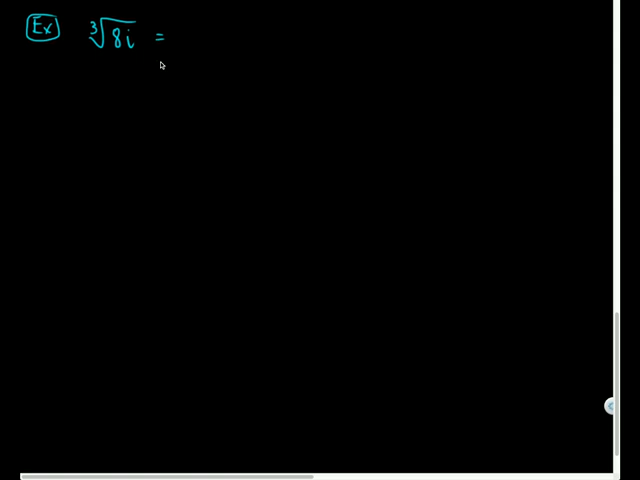 Ex ∛8i =